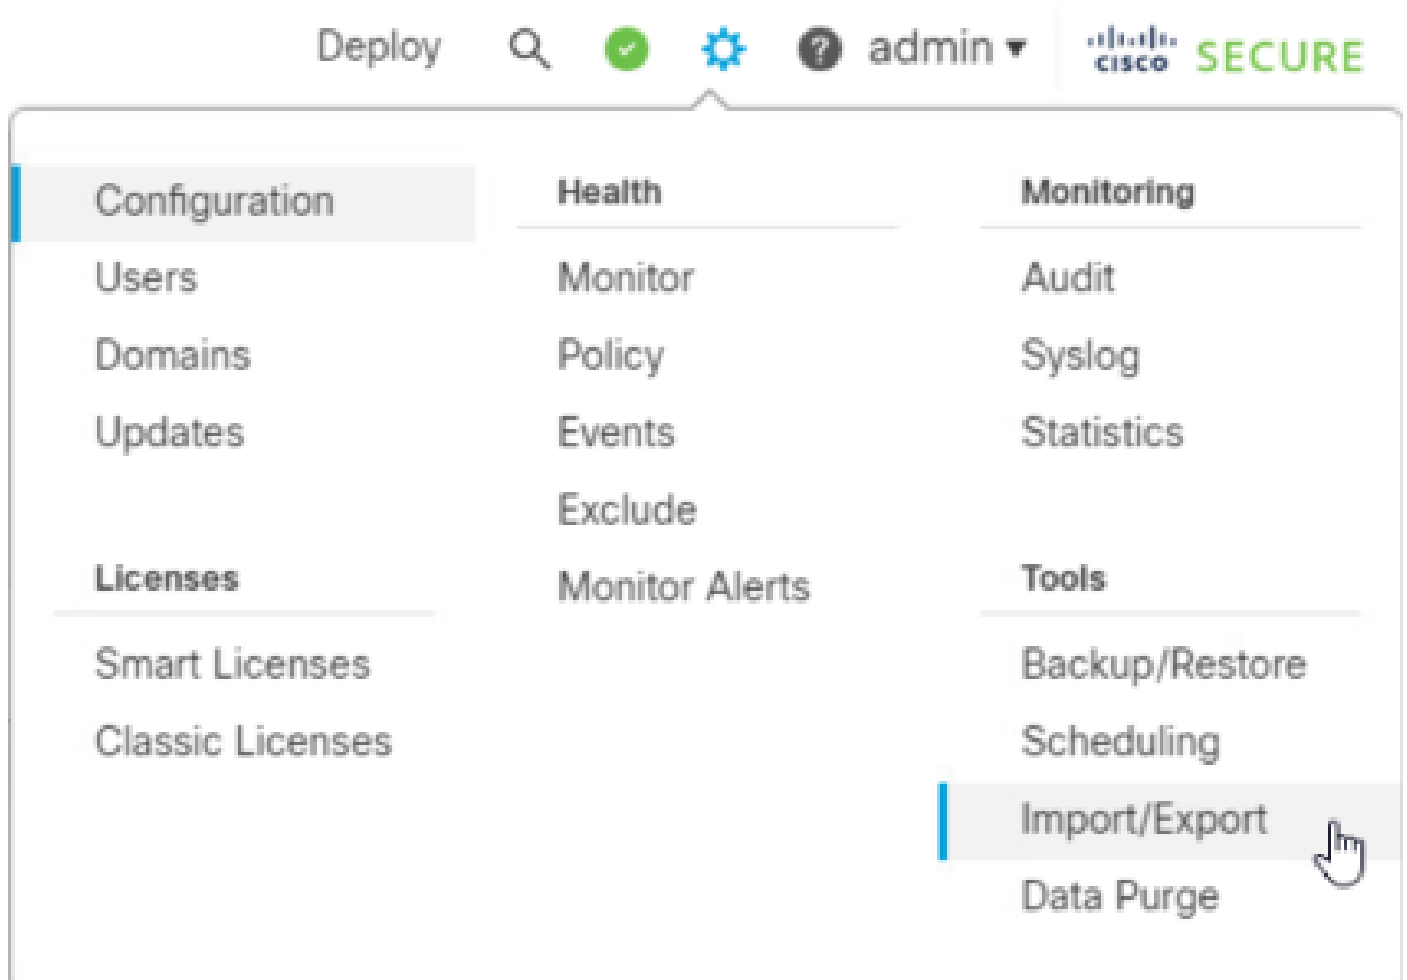 Deploy admin CISCO SECURE
Configuration
Users
Domains
Updates
Licenses
Smart Licenses
Classic Licenses
Health
Monitor
Policy
Events
Exclude
Monitor Alerts
Monitoring
Audit
Syslog
Statistics
Tools
Backup/Restore
Scheduling
Import/Export
Data Purge